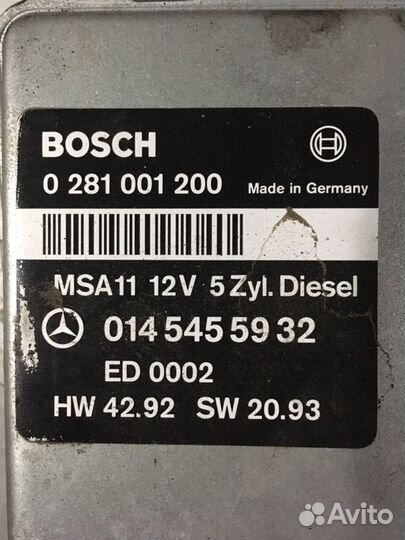 BOSCH
0 281 001 200 Made in Germany
MSA11 12V 5 Zyl. Diesel
014 545 59 32
ED 0002
HW 42.92 SW 20.93
Avito